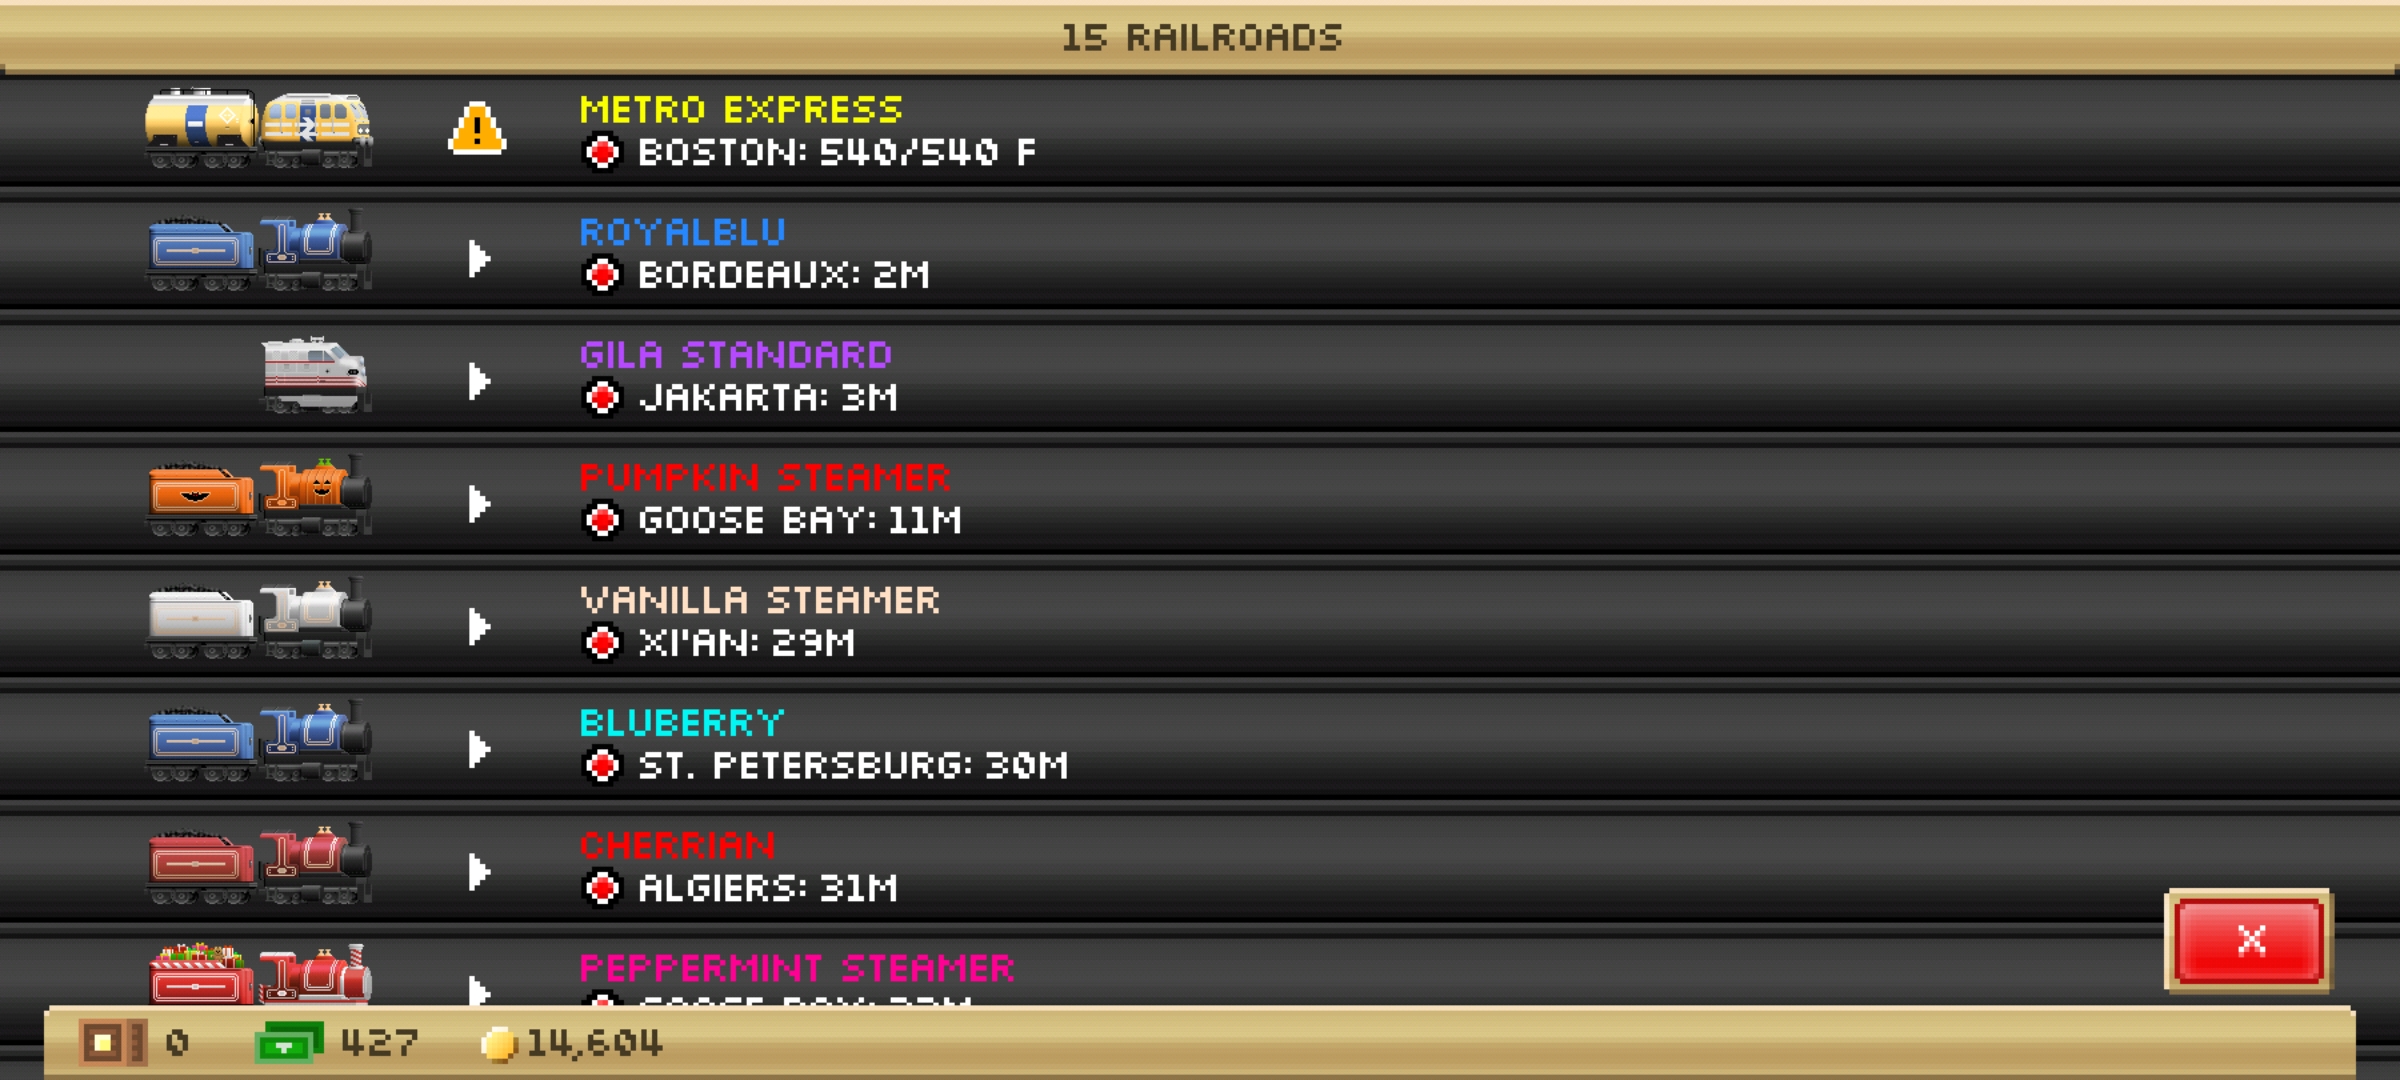 15 RAILROADS
METRO EXPRESS
BOSTON: 540/540 F
ROYALBLU
BORDEAUX: 2M
GILA STANDARD
JAKARTA: 3M
PUMPKIN STEAMER
GOOSE BAY: 11M
VANILLA STEAMER
XI'AN: 29M
BLUBERRY
ST. PETERSBURG: 30M
CHERRIAN
ALGIERS: 31M
X
PEPPERMINT STEAMER
0
427
14,604